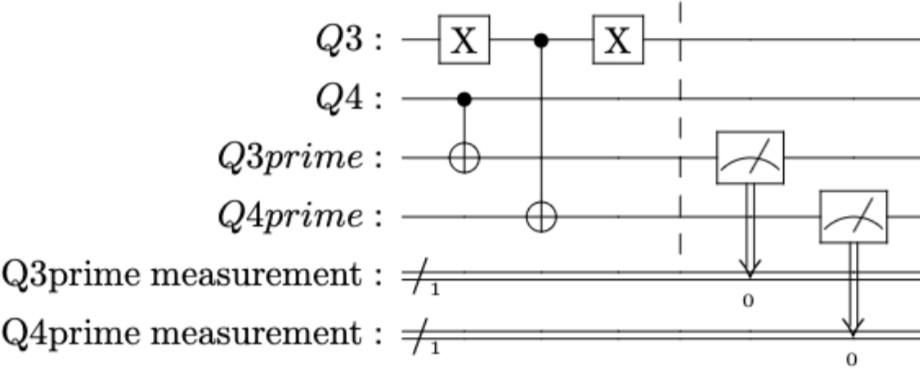 Q3 : X X
Q4 :
Q3prime :
Q4prime :
Q3prime measurement : 1 0
Q4prime measurement : 1 0